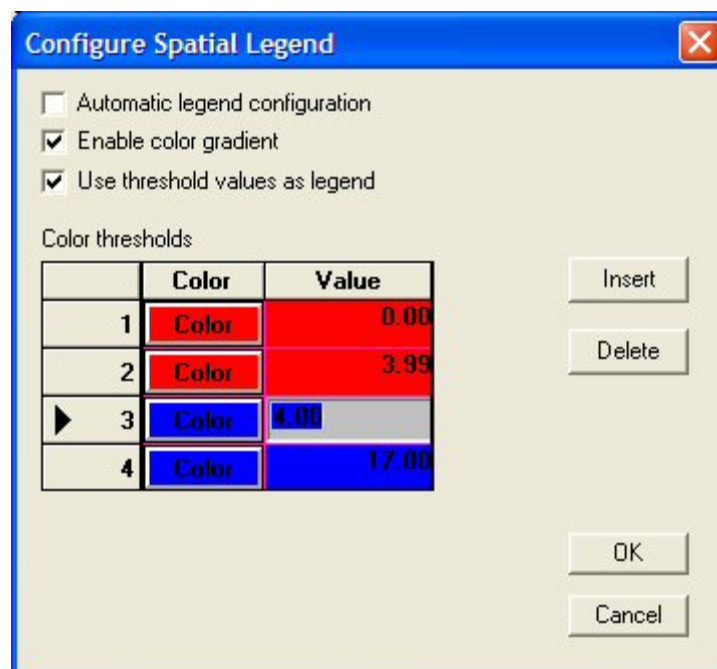 Configure Spatial Legend
Automatic legend configuration
Enable color gradient
Use threshold values as legend
Color thresholds
Color Value
1 Color 0.00
2 Color 3.99
3 Color 4.00
4 Color 17.00
Insert
Delete
OK
Cancel